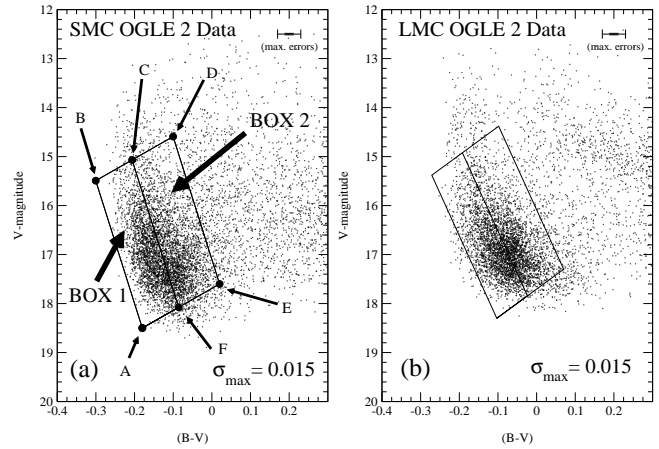 SMC OGLE 2 Data
(max. errors)
C
D
B
BOX 2
BOX 1
E
A
F
(a)
σmax= 0.015
12
13
14
15
16
17
18
19
20
V-magnitude
-0.4
-0.3
-0.2
-0.1
0
0.1
0.2
(B-V)
LMC OGLE 2 Data
(max. errors)
(b)
σmax= 0.015
12
13
14
15
16
17
18
19
20
V-magnitude
-0.4
-0.3
-0.2
-0.1
0
0.1
0.2
(B-V)